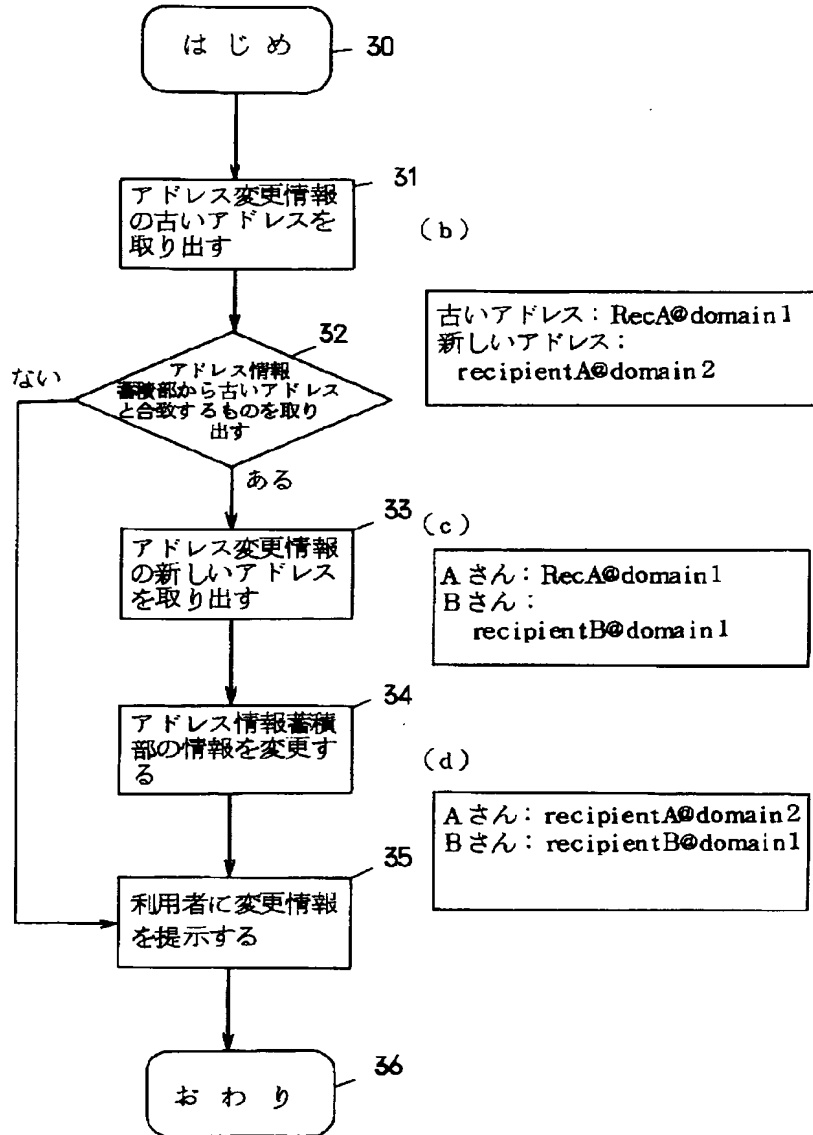 はじめ
30
31
アドレス変更情報
の古いアドレスを
取り出す
32
アドレス情報
蓄積部から古いアドレス
と合致するものを取り
出す
ない
ある
33
アドレス変更情報
の新しいアドレス
を取り出す
34
アドレス情報蓄積
部の情報を変更す
る
35
利用者に変更情報
を提示する
36
おわり
(b)
古いアドレス：RecA@domain1
新しいアドレス：
recipientA@domain2
(c)
Aさん：RecA@domain1
Bさん：
recipientB@domain1
(d)
Aさん：recipientA@domain2
Bさん：recipientB@domain1